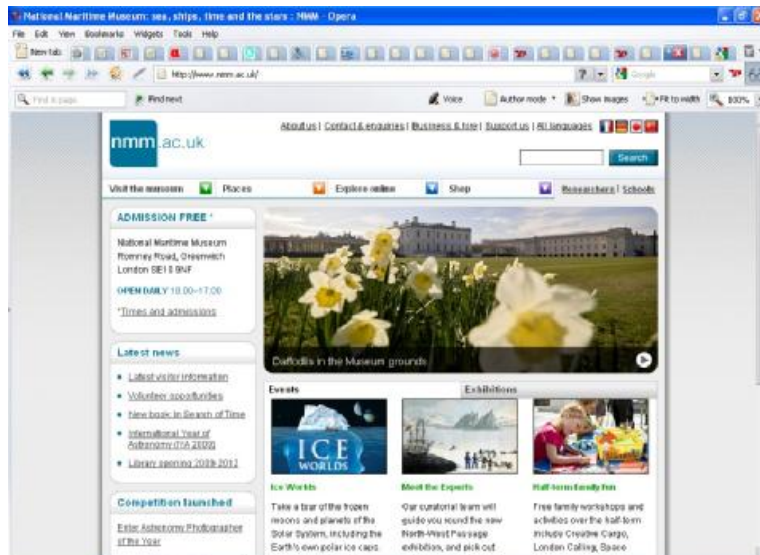 National Maritime Museum: sea, ships, time and the stars : NMM - Opera
File Edit View Bookmarks Widgets Tools Help
New tab
http://www.nmm.ac.uk/
Google
Find in page
Find next
Voice
Author mode
Show images
Fit to width
100%
nmm.ac.uk
About us | Contact & enquiries | Business & hire | Support us | All languages
Search
Visit the museum
Places
Explore online
Shop
Researchers | Schools
ADMISSION FREE *
National Maritime Museum
Romney Road, Greenwich
London SE10 9NF
OPEN DAILY 10.00–17.00
*Times and admissions
Latest news
Latest visitor information
Volunteer opportunities
New book: In Search of Time
International Year of
Astronomy (IYA 2009)
Library opening 2009-2012
Competition launched
Enter Astronomy Photographer
of the Year
Daffodils in the Museum grounds
Events
Exhibitions
ICE
WORLDS
Ice Worlds
Take a tour of the frozen
moons and planets of the
Solar System, including the
Earth's own polar ice caps.
Meet the Experts
Our curatorial team will
guide you round the new
North-West Passage
exhibition, and pick out
Half-term family fun
Free family workshops and
activities over the half-term
include Creative Cargo,
London Calling, Space